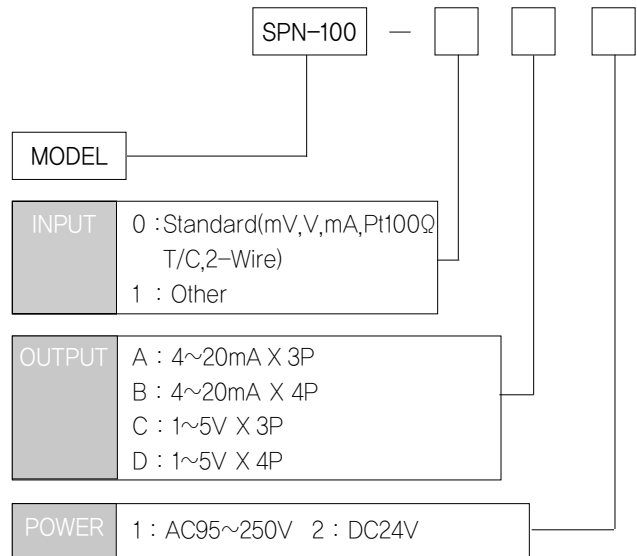 SPN-100 —
MODEL
INPUT 0 :Standard(mV,V,mA,Pt100Ω
T/C,2-Wire)
1 : Other
OUTPUT A : 4~20mA X 3P
B : 4~20mA X 4P
C : 1~5V X 3P
D : 1~5V X 4P
POWER 1 : AC95~250V 2 : DC24V